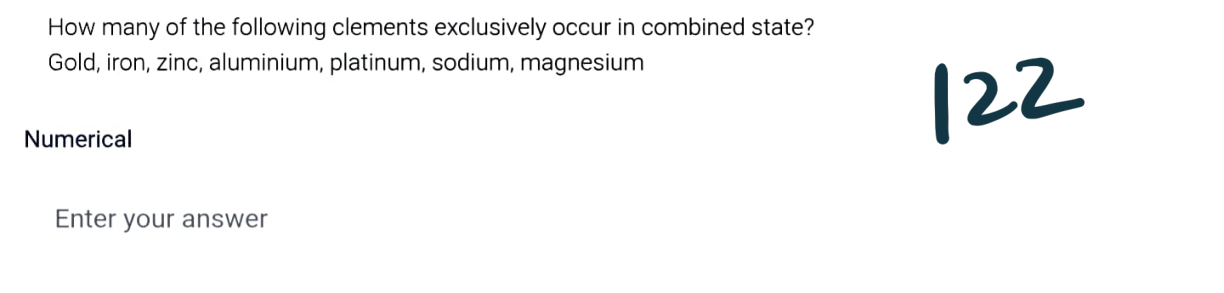 How many of the following clements exclusively occur in combined state?
Gold, iron, zinc, aluminium, platinum, sodium, magnesium
122
Numerical
Enter your answer